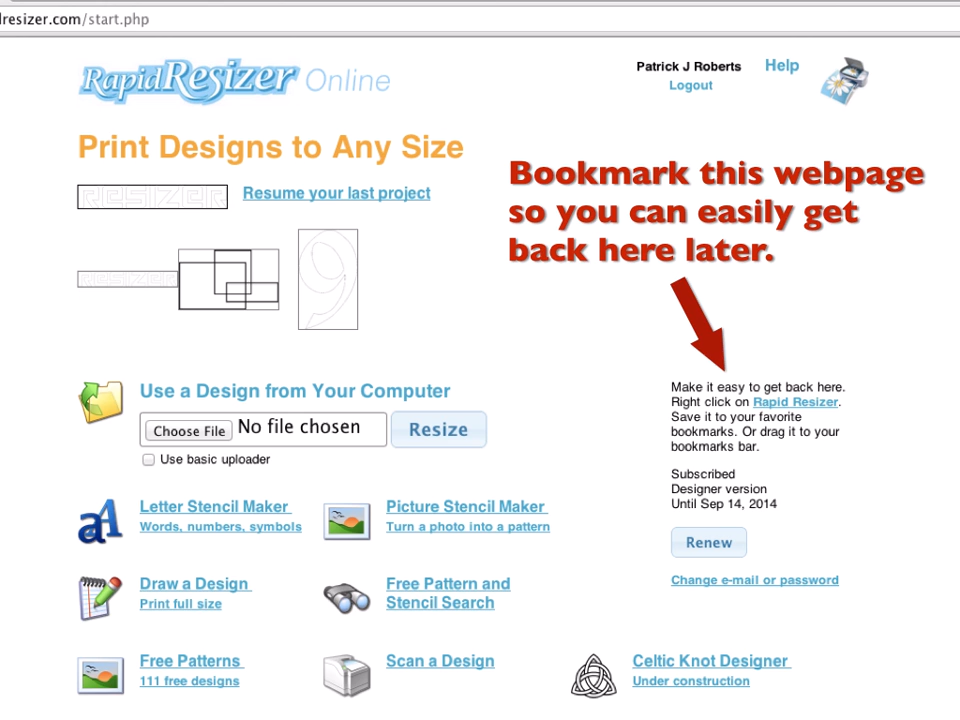 lresizer.com/start.php
RapidResizer Online
Patrick J Roberts
Help
Logout
Print Designs to Any Size
RESIZER
Resume your last project
Bookmark this webpage
so you can easily get
back here later.
RESIZER
9
Use a Design from Your Computer
Choose File No file chosen
Resize
Use basic uploader
Make it easy to get back here.
Right click on Rapid Resizer.
Save it to your favorite
bookmarks. Or drag it to your
bookmarks bar.
Subscribed
Designer version
Until Sep 14, 2014
Renew
Change e-mail or password
Letter Stencil Maker
Words, numbers, symbols
Picture Stencil Maker
Turn a photo into a pattern
Draw a Design
Print full size
Free Pattern and
Stencil Search
Free Patterns
111 free designs
Scan a Design
Celtic Knot Designer
Under construction